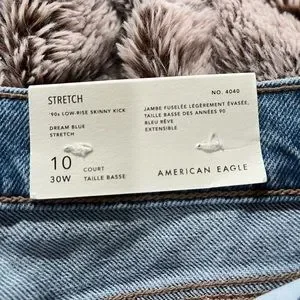 STRETCH
'90s LOW-RISE SKINNY KICK
DREAM BLUE
STRETCH
10
30W
COURT
TAILLE BASSE
NO. 4040
JAMBE FUSELÉE LÉGÈREMENT ÉVASÉE,
TAILLE BASSE DES ANNÉES 90
BLEU RÊVE
EXTENSIBLE
AMERICAN EAGLE